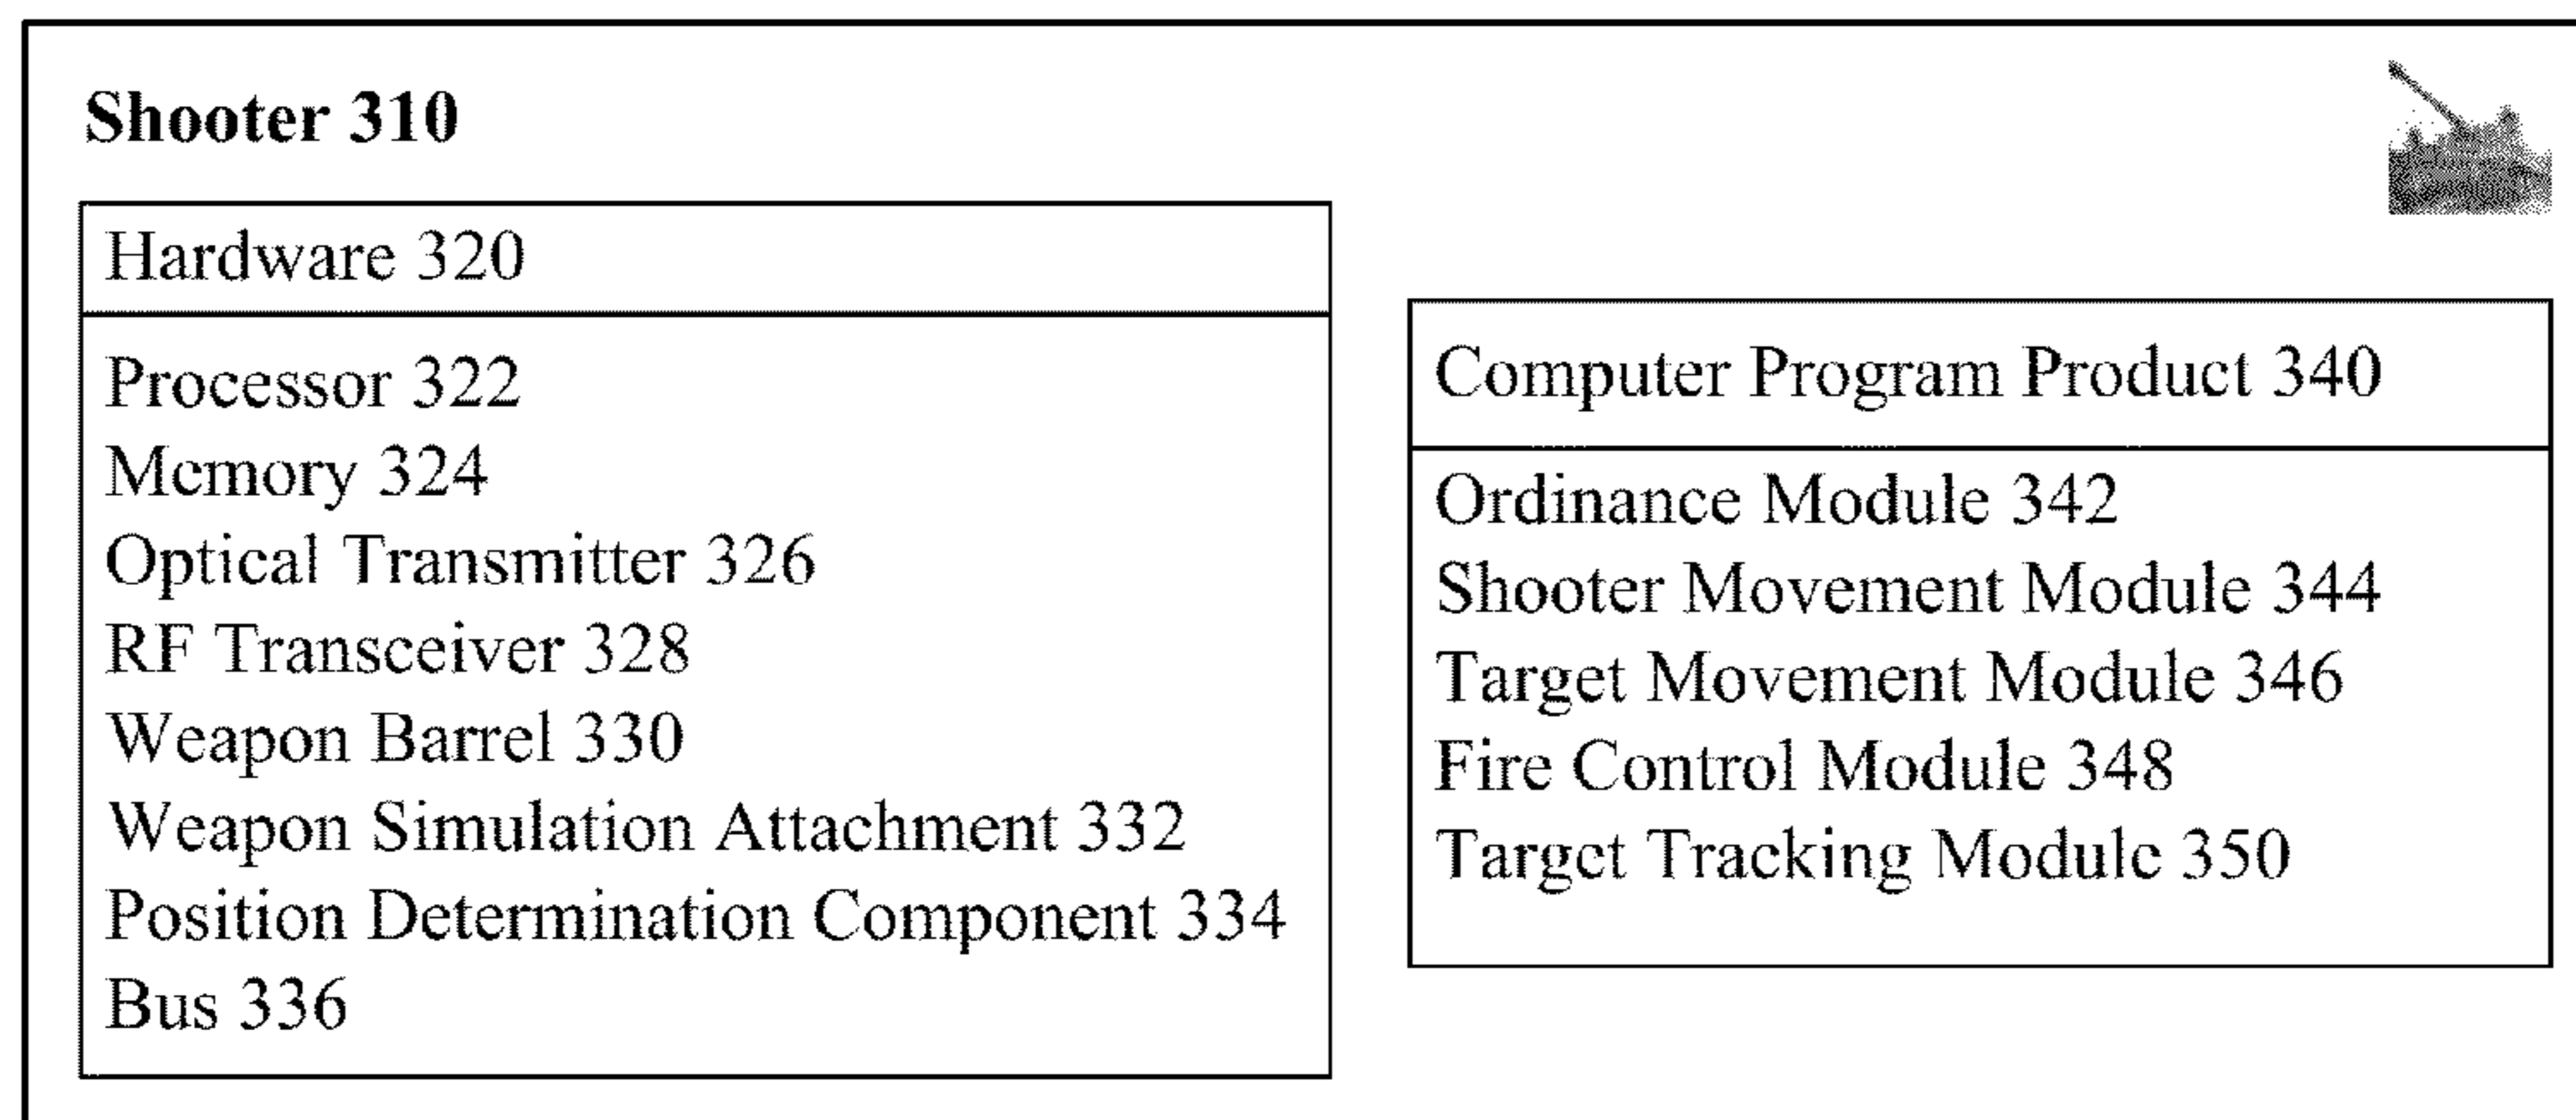 Shooter 310
Hardware 320
Processor 322
Memory 324
Optical Transmitter 326
RF Transceiver 328
Weapon Barrel 330
Weapon Simulation Attachment 332
Position Determination Component 334
Bus 336
Computer Program Product 340
Ordinance Module 342
Shooter Movement Module 344
Target Movement Module 346
Fire Control Module 348
Target Tracking Module 350